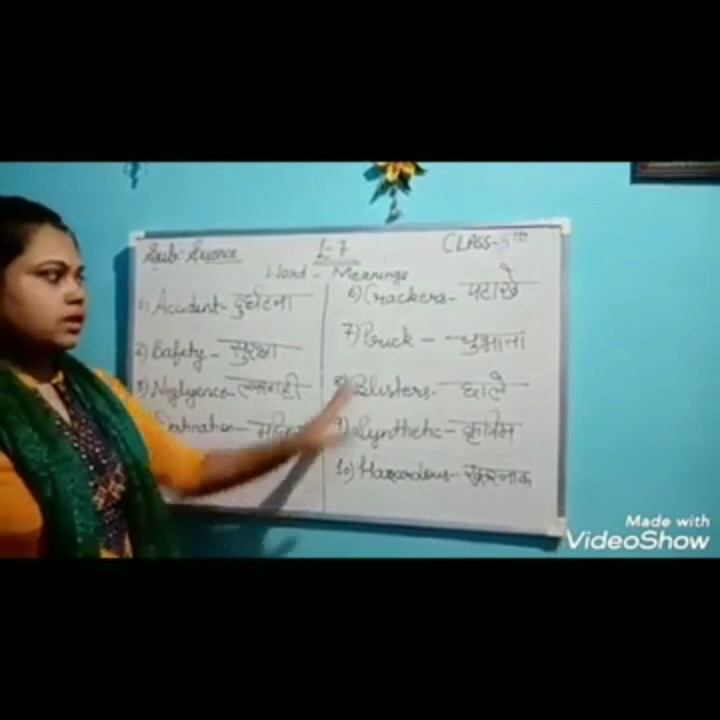 Sub:- Science
L-7
CLASS-5th
Word - Meanings
1) Accident - दुर्घटना
2) Safety - सुरक्षा
3) Negligence - लापरवाही
Destination -
6) Crackers - पटाखे
7) Prick - चुभाना
8) Blisters - छाले
9) Synthetic - कृत्रिम
10) Hazardous - खतरनाक
Made with
VideoShow